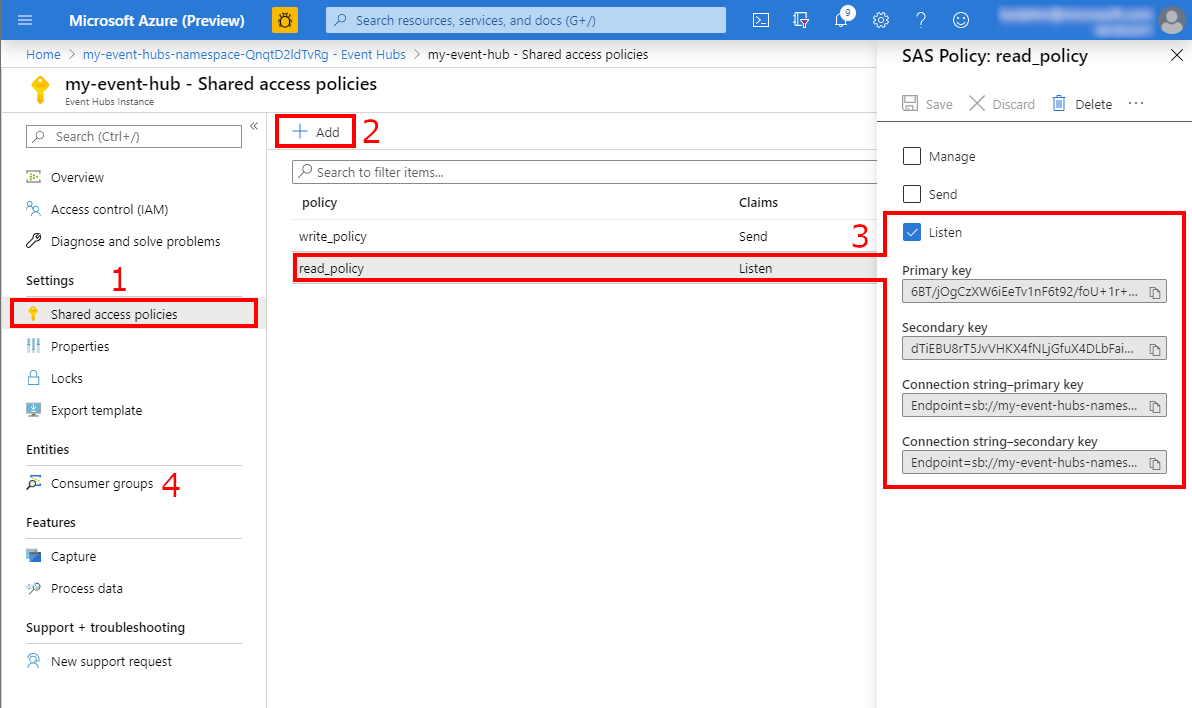 Microsoft Azure (Preview)
Search resources, services, and docs (G+/)
9
Home > my-event-hubs-namespace-QnqtD2ldTvRg - Event Hubs > my-event-hub - Shared access policies
my-event-hub - Shared access policies
Event Hubs Instance
Search (Ctrl+/)
«
Overview
Access control (IAM)
Diagnose and solve problems
Settings
1
Shared access policies
Properties
Locks
Export template
Entities
Consumer groups
4
Features
Capture
Process data
Support + troubleshooting
New support request
+ Add
2
Search to filter items...
policy Claims
write_policy Send
3
read_policy Listen
SAS Policy: read_policy
Save Discard Delete ...
Manage
Send
Listen
Primary key
6BT/jOgCzXW6iEeTv1nF6t92/foU+1r+...
Secondary key
dTiEBU8rT5JvVHKX4fNLjGfuX4DLbFai...
Connection string–primary key
Endpoint=sb://my-event-hubs-names...
Connection string–secondary key
Endpoint=sb://my-event-hubs-names...